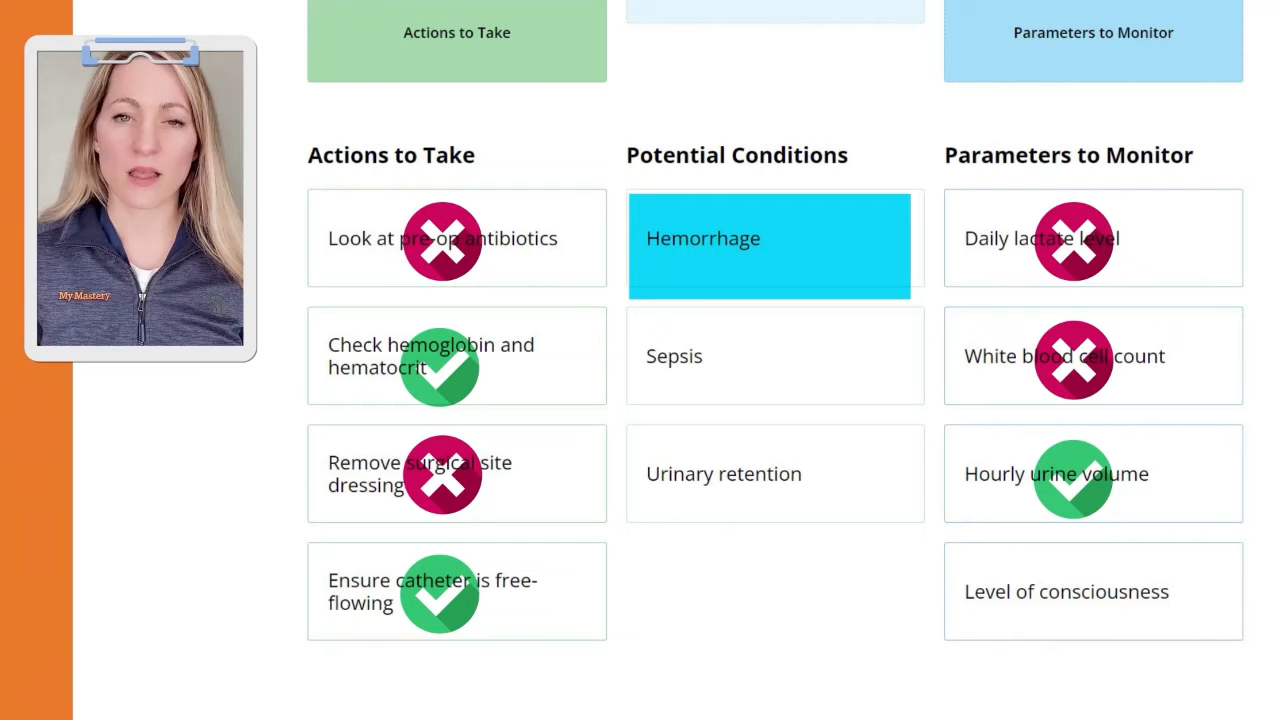 Actions to Take
Parameters to Monitor
Actions to Take
Potential Conditions
Parameters to Monitor
Look at pre-op antibiotics
Hemorrhage
Daily lactate level
Check hemoglobin and
hematocrit
Sepsis
White blood cell count
Remove surgical site
dressing
Urinary retention
Hourly urine volume
Ensure catheter is free-
flowing
Level of consciousness
My Mastery